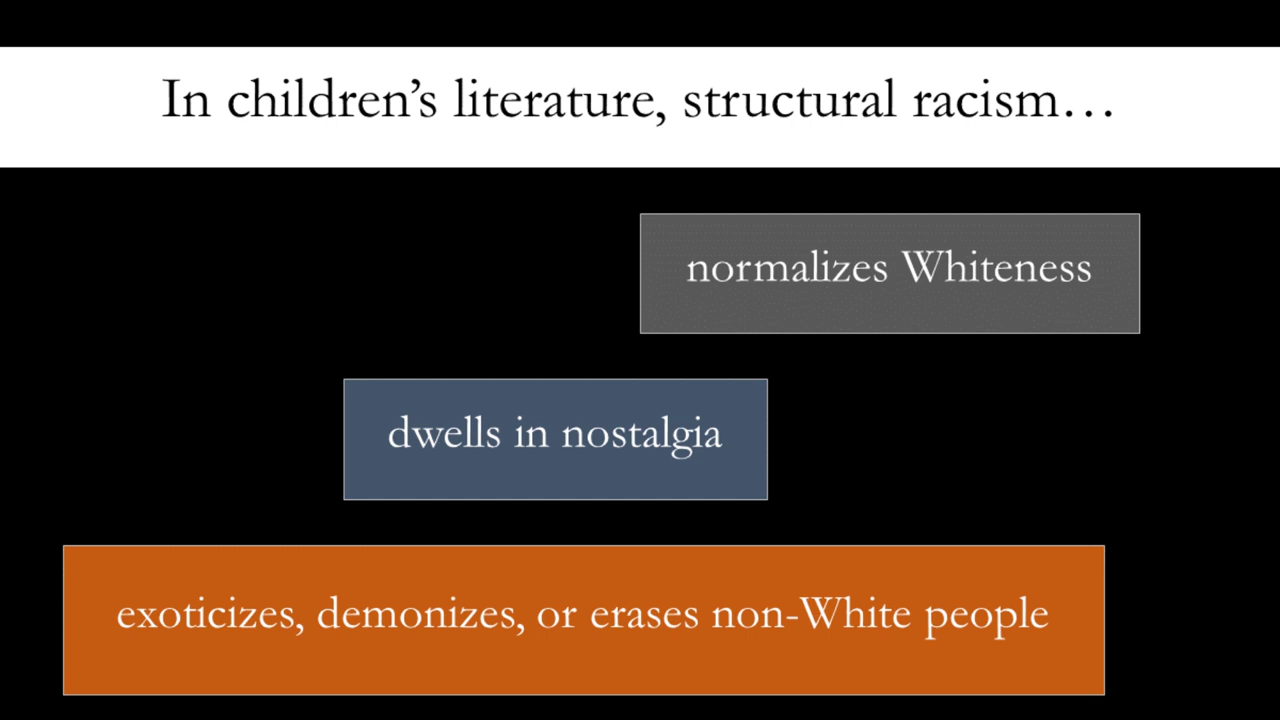 In children’s literature, structural racism…
normalizes Whiteness
dwells in nostalgia
exoticizes, demonizes, or erases non-White people